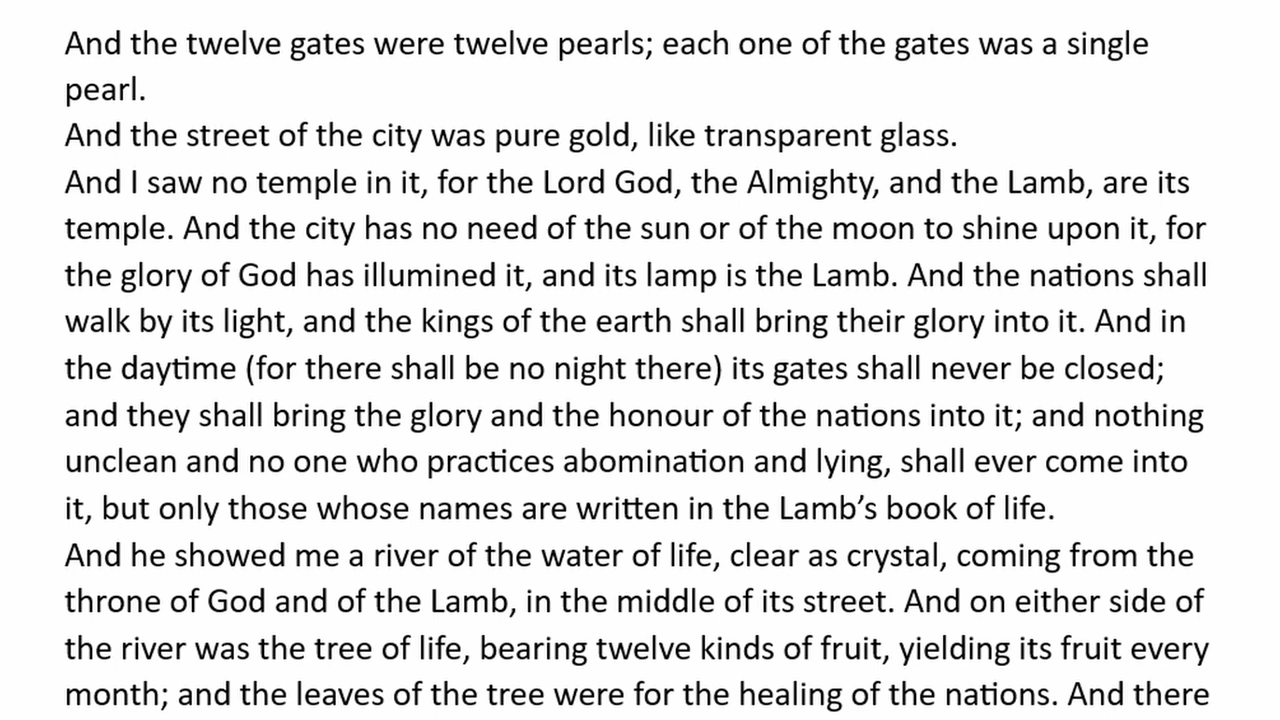 And the twelve gates were twelve pearls; each one of the gates was a single
pearl.
And the street of the city was pure gold, like transparent glass.
And I saw no temple in it, for the Lord God, the Almighty, and the Lamb, are its
temple. And the city has no need of the sun or of the moon to shine upon it, for
the glory of God has illumined it, and its lamp is the Lamb. And the nations shall
walk by its light, and the kings of the earth shall bring their glory into it. And in
the daytime (for there shall be no night there) its gates shall never be closed;
and they shall bring the glory and the honour of the nations into it; and nothing
unclean and no one who practices abomination and lying, shall ever come into
it, but only those whose names are written in the Lamb’s book of life.
And he showed me a river of the water of life, clear as crystal, coming from the
throne of God and of the Lamb, in the middle of its street. And on either side of
the river was the tree of life, bearing twelve kinds of fruit, yielding its fruit every
month; and the leaves of the tree were for the healing of the nations. And there